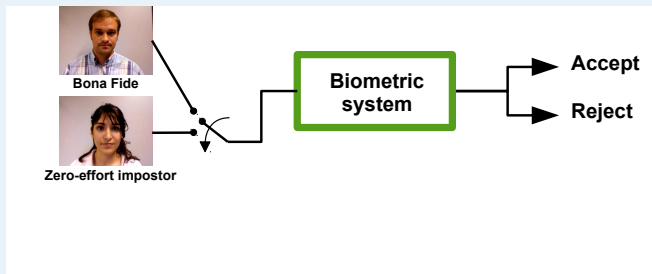 Bona Fide
Zero-effort impostor
Biometric
system
Accept
Reject